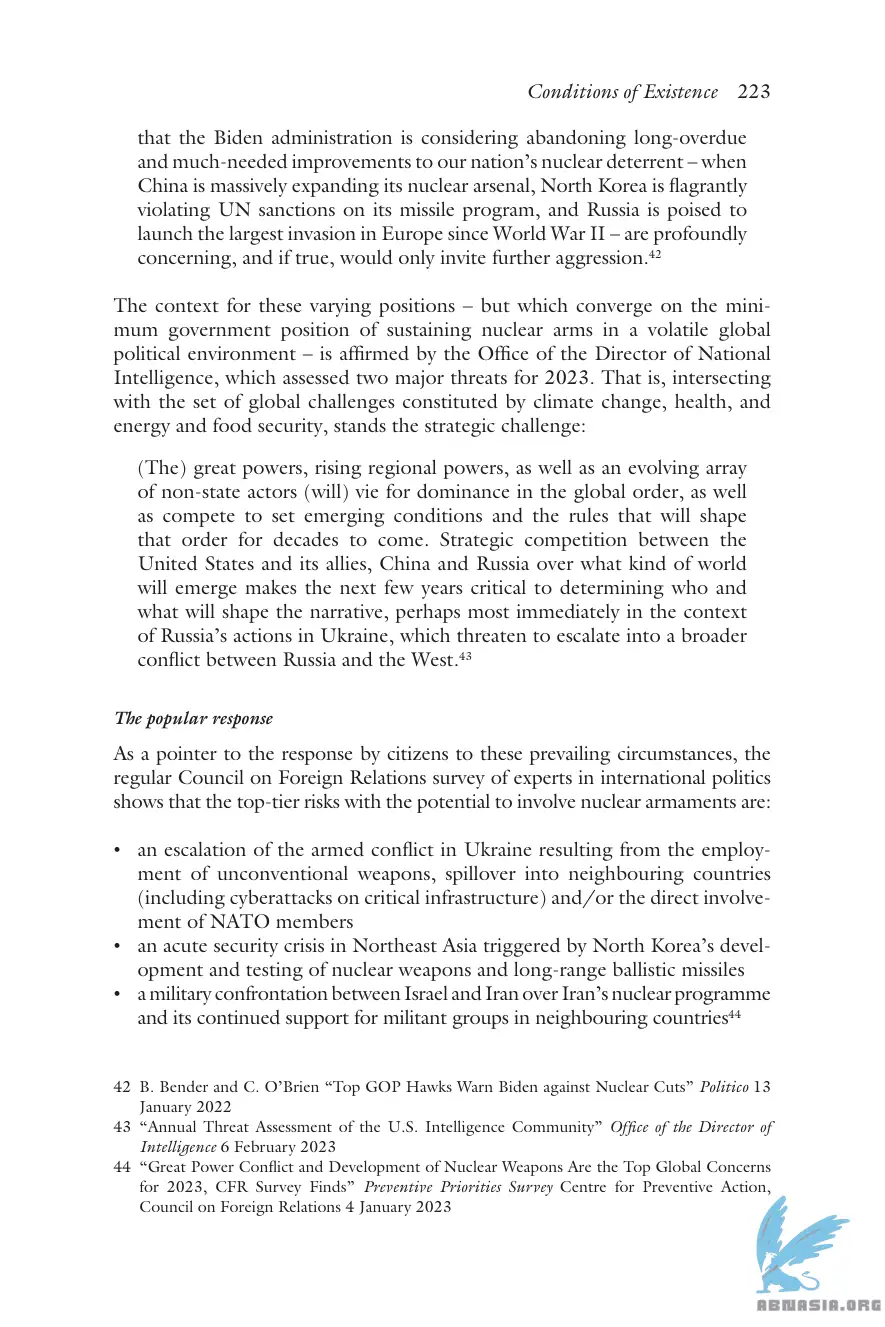 Conditions of Existence 223
that the Biden administration is considering abandoning long-overdue
and much-needed improvements to our nation’s nuclear deterrent – when
China is massively expanding its nuclear arsenal, North Korea is flagrantly
violating UN sanctions on its missile program, and Russia is poised to
launch the largest invasion in Europe since World War II – are profoundly
concerning, and if true, would only invite further aggression.42
The context for these varying positions – but which converge on the mini-
mum government position of sustaining nuclear arms in a volatile global
political environment – is affirmed by the Office of the Director of National
Intelligence, which assessed two major threats for 2023. That is, intersecting
with the set of global challenges constituted by climate change, health, and
energy and food security, stands the strategic challenge:
(The) great powers, rising regional powers, as well as an evolving array
of non-state actors (will) vie for dominance in the global order, as well
as compete to set emerging conditions and the rules that will shape
that order for decades to come. Strategic competition between the
United States and its allies, China and Russia over what kind of world
will emerge makes the next few years critical to determining who and
what will shape the narrative, perhaps most immediately in the context
of Russia’s actions in Ukraine, which threaten to escalate into a broader
conflict between Russia and the West.43
The popular response
As a pointer to the response by citizens to these prevailing circumstances, the
regular Council on Foreign Relations survey of experts in international politics
shows that the top-tier risks with the potential to involve nuclear armaments are:
• an escalation of the armed conflict in Ukraine resulting from the employ-
ment of unconventional weapons, spillover into neighbouring countries
(including cyberattacks on critical infrastructure) and/or the direct involve-
ment of NATO members
• an acute security crisis in Northeast Asia triggered by North Korea’s devel-
opment and testing of nuclear weapons and long-range ballistic missiles
• a military confrontation between Israel and Iran over Iran’s nuclear programme
and its continued support for militant groups in neighbouring countries44
42 B. Bender and C. O’Brien “Top GOP Hawks Warn Biden against Nuclear Cuts” Politico 13
January 2022
43 “Annual Threat Assessment of the U.S. Intelligence Community” Office of the Director of
Intelligence 6 February 2023
44 “Great Power Conflict and Development of Nuclear Weapons Are the Top Global Concerns
for 2023, CFR Survey Finds” Preventive Priorities Survey Centre for Preventive Action,
Council on Foreign Relations 4 January 2023
ABNASIA.ORG